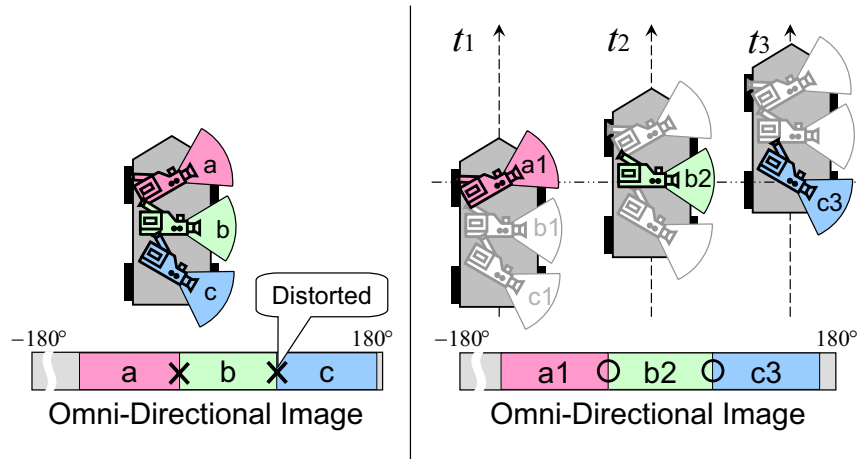 a
b
c
Distorted
−180° 180°
a b c
Omni-Directional Image
t1 t2 t3
a1
b1
c1
b2
c3
−180° 180°
a1 b2 c3
Omni-Directional Image